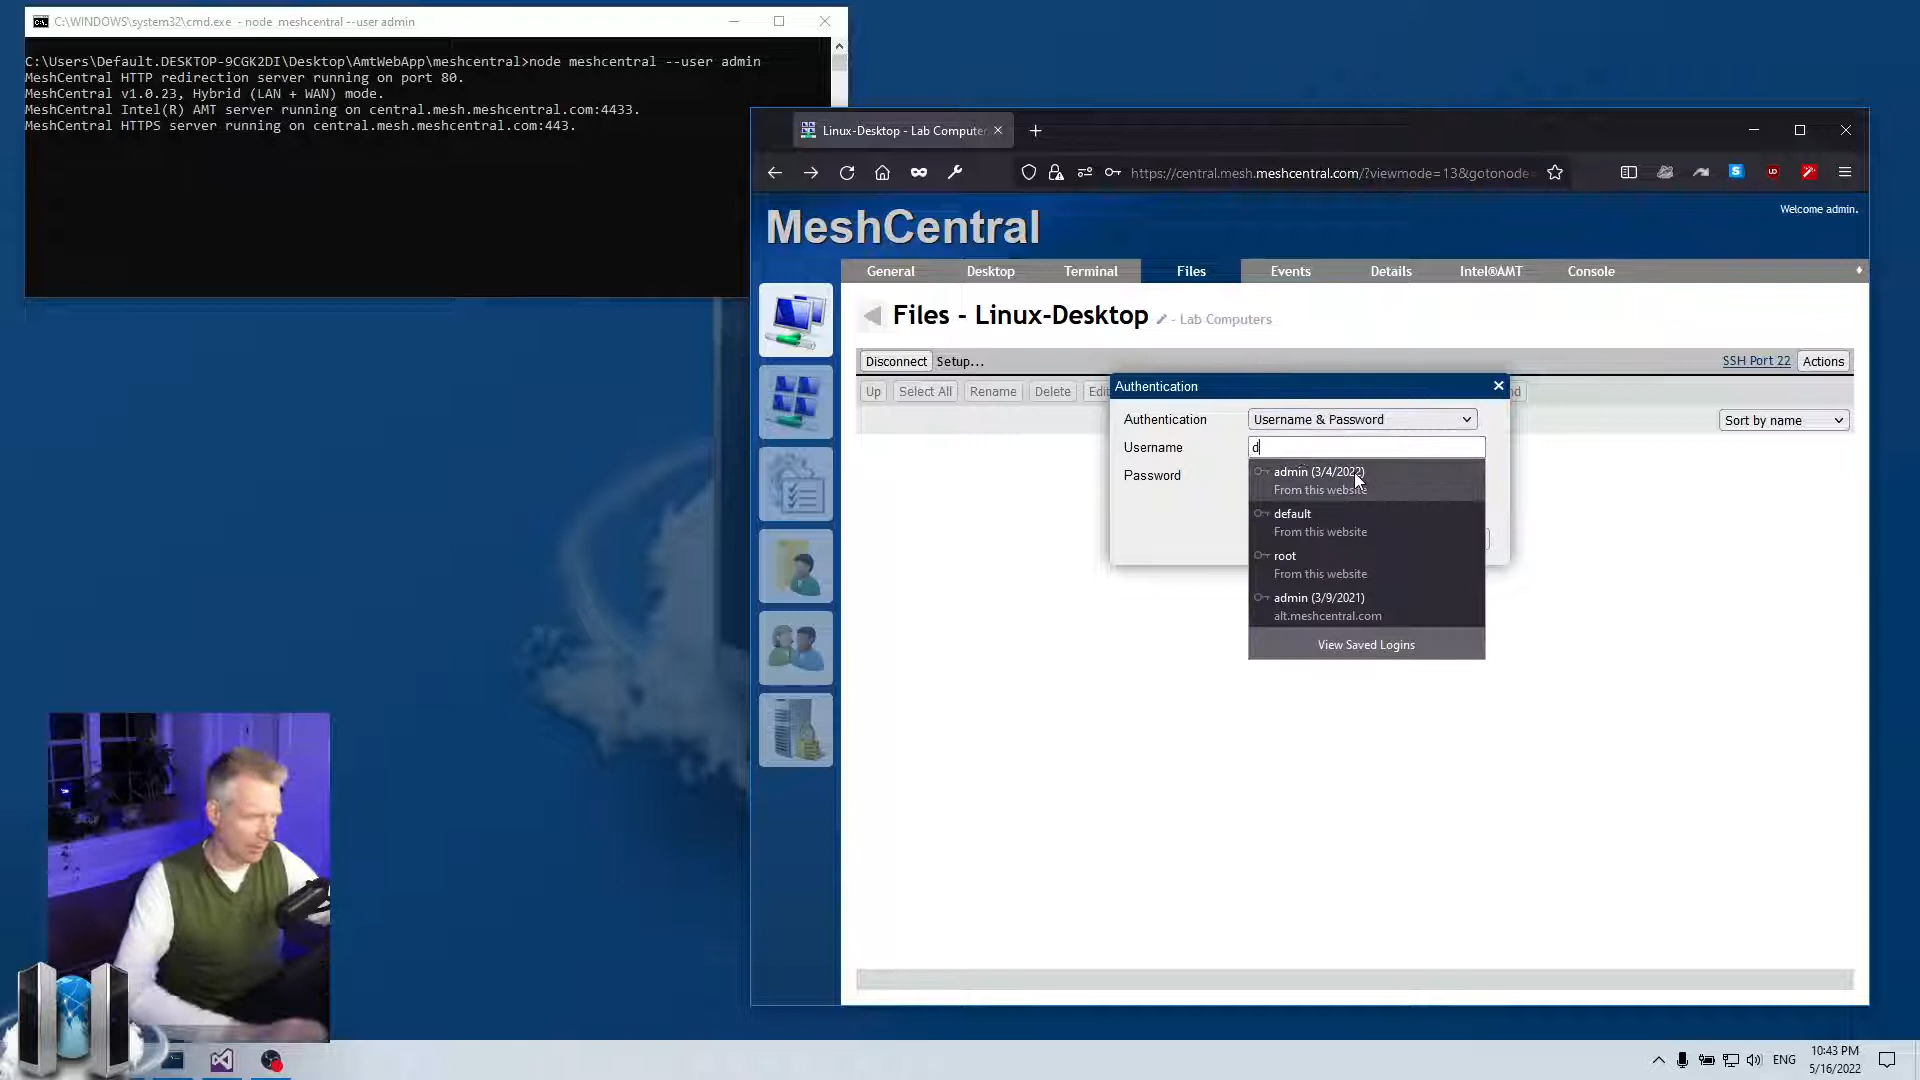 C:\WINDOWS\system32\cmd.exe - node meshcentral --user admin
C:\Users\Default.DESKTOP-9CGK2DI\Desktop\AmtWebApp\meshcentral>node meshcentral --user admin
MeshCentral HTTP redirection server running on port 80.
MeshCentral v1.0.23, Hybrid (LAN + WAN) mode.
MeshCentral Intel(R) AMT server running on central.mesh.meshcentral.com:4433.
MeshCentral HTTPS server running on central.mesh.meshcentral.com:443.
Linux-Desktop - Lab Computer
https://central.mesh.meshcentral.com/?viewmode=13&gotonode=
MeshCentral
Welcome admin.
General Desktop Terminal Files Events Details Intel®AMT Console
Files - Linux-Desktop - Lab Computers
Disconnect Setup... SSH Port 22 Actions
Up Select All Rename Delete
Sort by name
Authentication
Authentication Username & Password
Username d
Password
admin (3/4/2022)
From this website
default
From this website
root
From this website
admin (3/9/2021)
alt.meshcentral.com
View Saved Logins
ENG
10:43 PM
5/16/2022